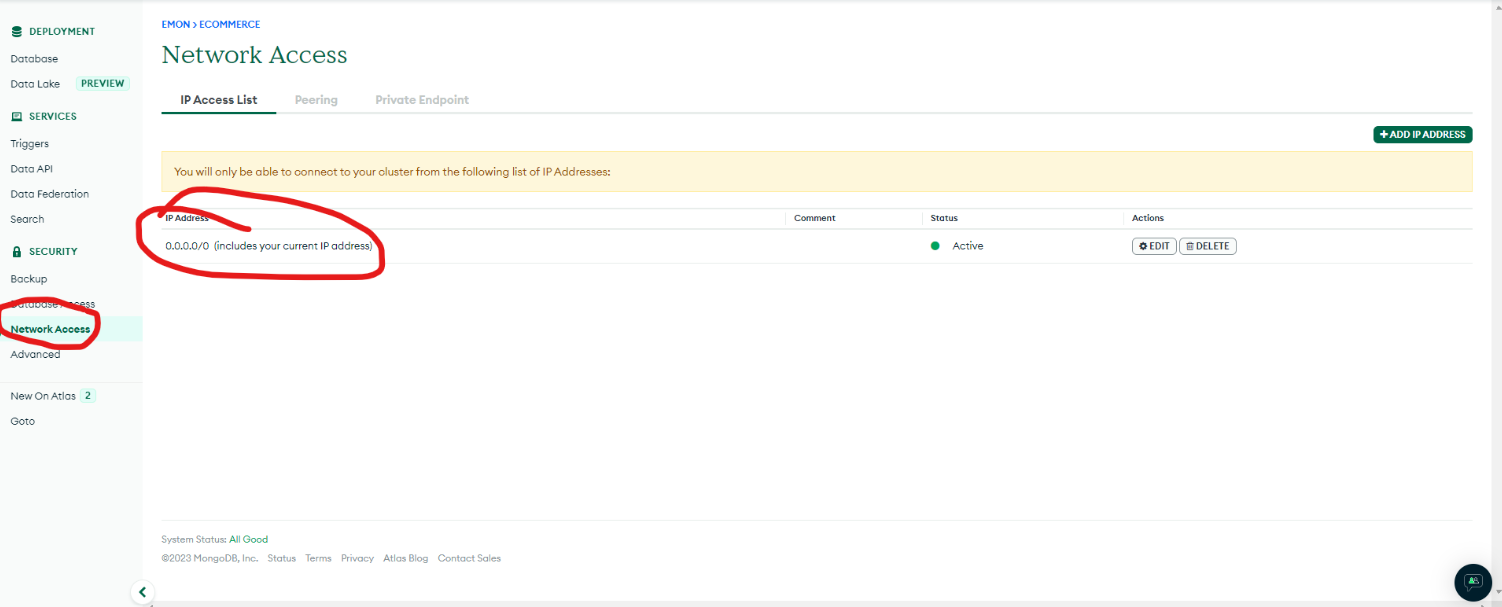 DEPLOYMENT
Database
Data Lake PREVIEW
SERVICES
Triggers
Data API
Data Federation
Search
SECURITY
Backup
Database Access
Network Access
Advanced
New On Atlas 2
Goto
EMON > ECOMMERCE
Network Access
IP Access List Peering Private Endpoint
+ ADD IP ADDRESS
You will only be able to connect to your cluster from the following list of IP Addresses:
IP Address Comment Status Actions
0.0.0.0/0 (includes your current IP address) Active EDIT DELETE
System Status: All Good
©2023 MongoDB, Inc. Status Terms Privacy Atlas Blog Contact Sales